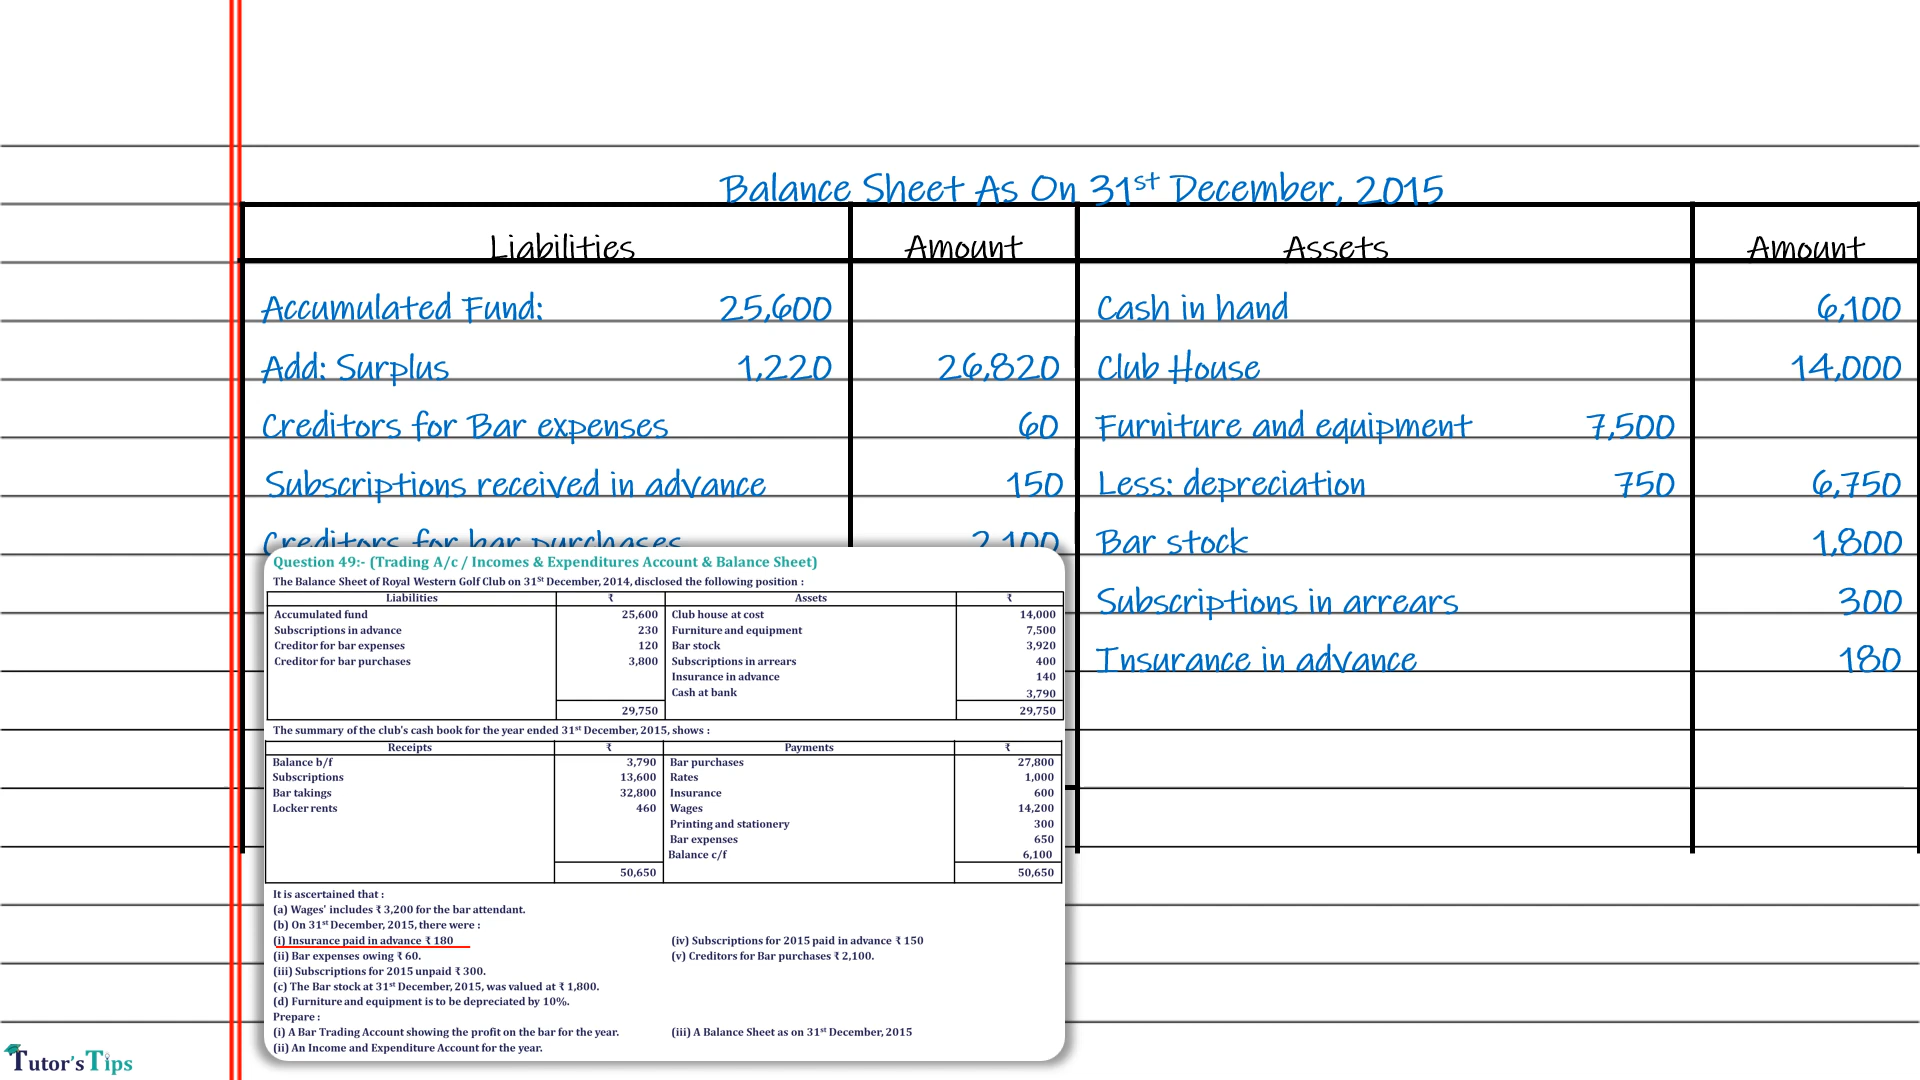 Balance Sheet As On 31st December, 2015
Liabilities Amount Assets Amount
Accumulated Fund: 25,600 Cash in hand 6,100
Add: Surplus 1,220 26,820 Club House 14,000
Creditors for Bar expenses 60 Furniture and equipment 7,500
Subscriptions received in advance 150 Less: depreciation 750 6,750
Creditors for bar purchases 2,100 Bar stock 1,800
Subscriptions in arrears 300
Insurance in advance 180
Question 49:- (Trading A/c / Incomes & Expenditures Account & Balance Sheet)
The Balance Sheet of Royal Western Golf Club on 31St December, 2014, disclosed the following position :
Liabilities ₹ Assets ₹
Accumulated fund 25,600 Club house at cost 14,000
Subscriptions in advance 230 Furniture and equipment 7,500
Creditor for bar expenses 120 Bar stock 3,920
Creditor for bar purchases 3,800 Subscriptions in arrears 400
Insurance in advance 140
Cash at bank 3,790
29,750 29,750
The summary of the club's cash book for the year ended 31st December, 2015, shows :
Receipts ₹ Payments ₹
Balance b/f 3,790 Bar purchases 27,800
Subscriptions 13,600 Rates 1,000
Bar takings 32,800 Insurance 600
Locker rents 460 Wages 14,200
Printing and stationery 300
Bar expenses 650
Balance c/f 6,100
50,650 50,650
It is ascertained that :
(a) Wages' includes ₹ 3,200 for the bar attendant.
(b) On 31st December, 2015, there were :
(i) Insurance paid in advance ₹ 180 (iv) Subscriptions for 2015 paid in advance ₹ 150
(ii) Bar expenses owing ₹ 60. (v) Creditors for Bar purchases ₹ 2,100.
(iii) Subscriptions for 2015 unpaid ₹ 300.
(c) The Bar stock at 31st December, 2015, was valued at ₹ 1,800.
(d) Furniture and equipment is to be depreciated by 10%.
Prepare :
(i) A Bar Trading Account showing the profit on the bar for the year. (iii) A Balance Sheet as on 31st December, 2015
(ii) An Income and Expenditure Account for the year.
Tutor'sTips